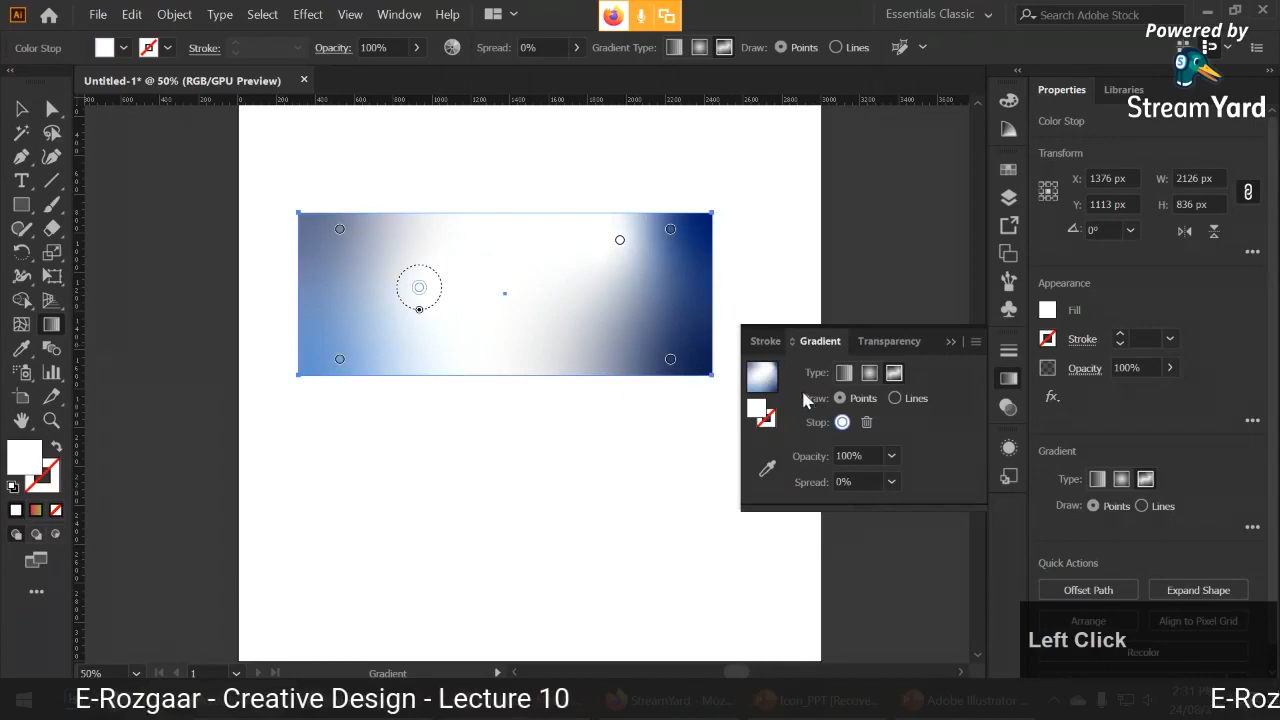 Ai File Edit Object Type Select Effect View Window Help Essentials Classic Search Adobe Stock
Powered by
StreamYard
Color Stop Stroke: Opacity: 100% Spread: 0% Gradient Type: Draw: Points Lines
Untitled-1* @ 50% (RGB/GPU Preview)
Properties Libraries
Color Stop
Transform
X: 1376 px W: 2126 px
Y: 1113 px H: 836 px
0°
Appearance
Fill
Stroke
Opacity 100%
fx.
Gradient
Type:
Draw: Points Lines
Quick Actions
Offset Path Expand Shape
Arrange Align to Pixel Grid
Recolor
Stroke Gradient Transparency
Type:
Draw: Points Lines
Stop:
Opacity: 100%
Spread: 0%
Left Click
50% 1 Gradient
E-Rozgaar - Creative Design - Lecture 10 E-Roz
StreamYard - Moz... Icon_PPT [Recove... Adobe Illustrator ... 2:31 PM
24/08/2